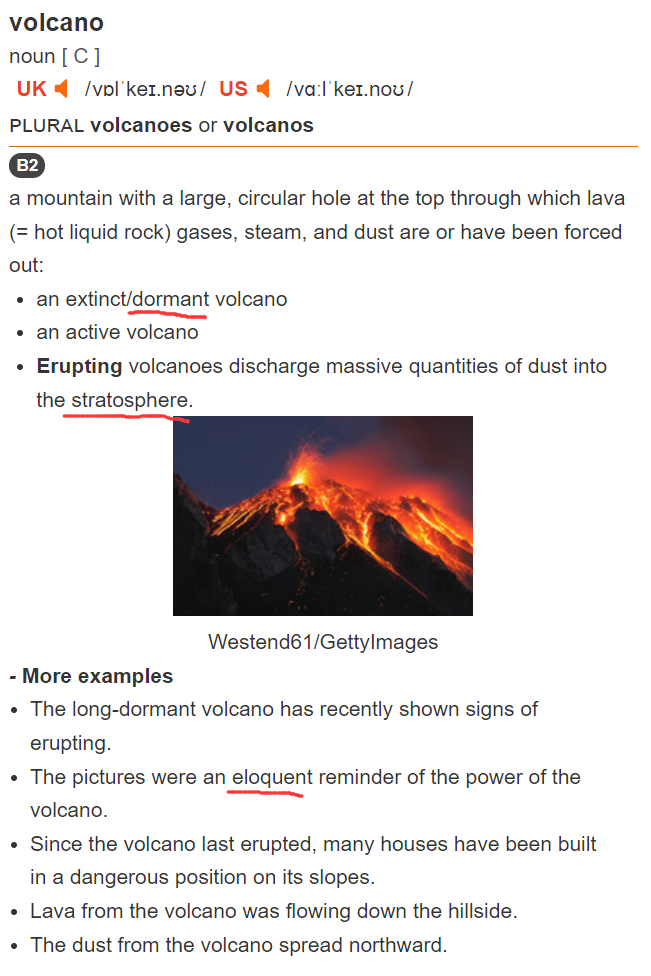 volcano
noun [ C ]
UK /vɒlˈkeɪ.nəʊ/ US /vɑːlˈkeɪ.noʊ/
PLURAL volcanoes or volcanos
B2
a mountain with a large, circular hole at the top through which lava
(= hot liquid rock) gases, steam, and dust are or have been forced
out:
• an extinct/dormant volcano
• an active volcano
• Erupting volcanoes discharge massive quantities of dust into
the stratosphere.
Westend61/GettyImages
- More examples
• The long-dormant volcano has recently shown signs of
erupting.
• The pictures were an eloquent reminder of the power of the
volcano.
• Since the volcano last erupted, many houses have been built
in a dangerous position on its slopes.
• Lava from the volcano was flowing down the hillside.
• The dust from the volcano spread northward.